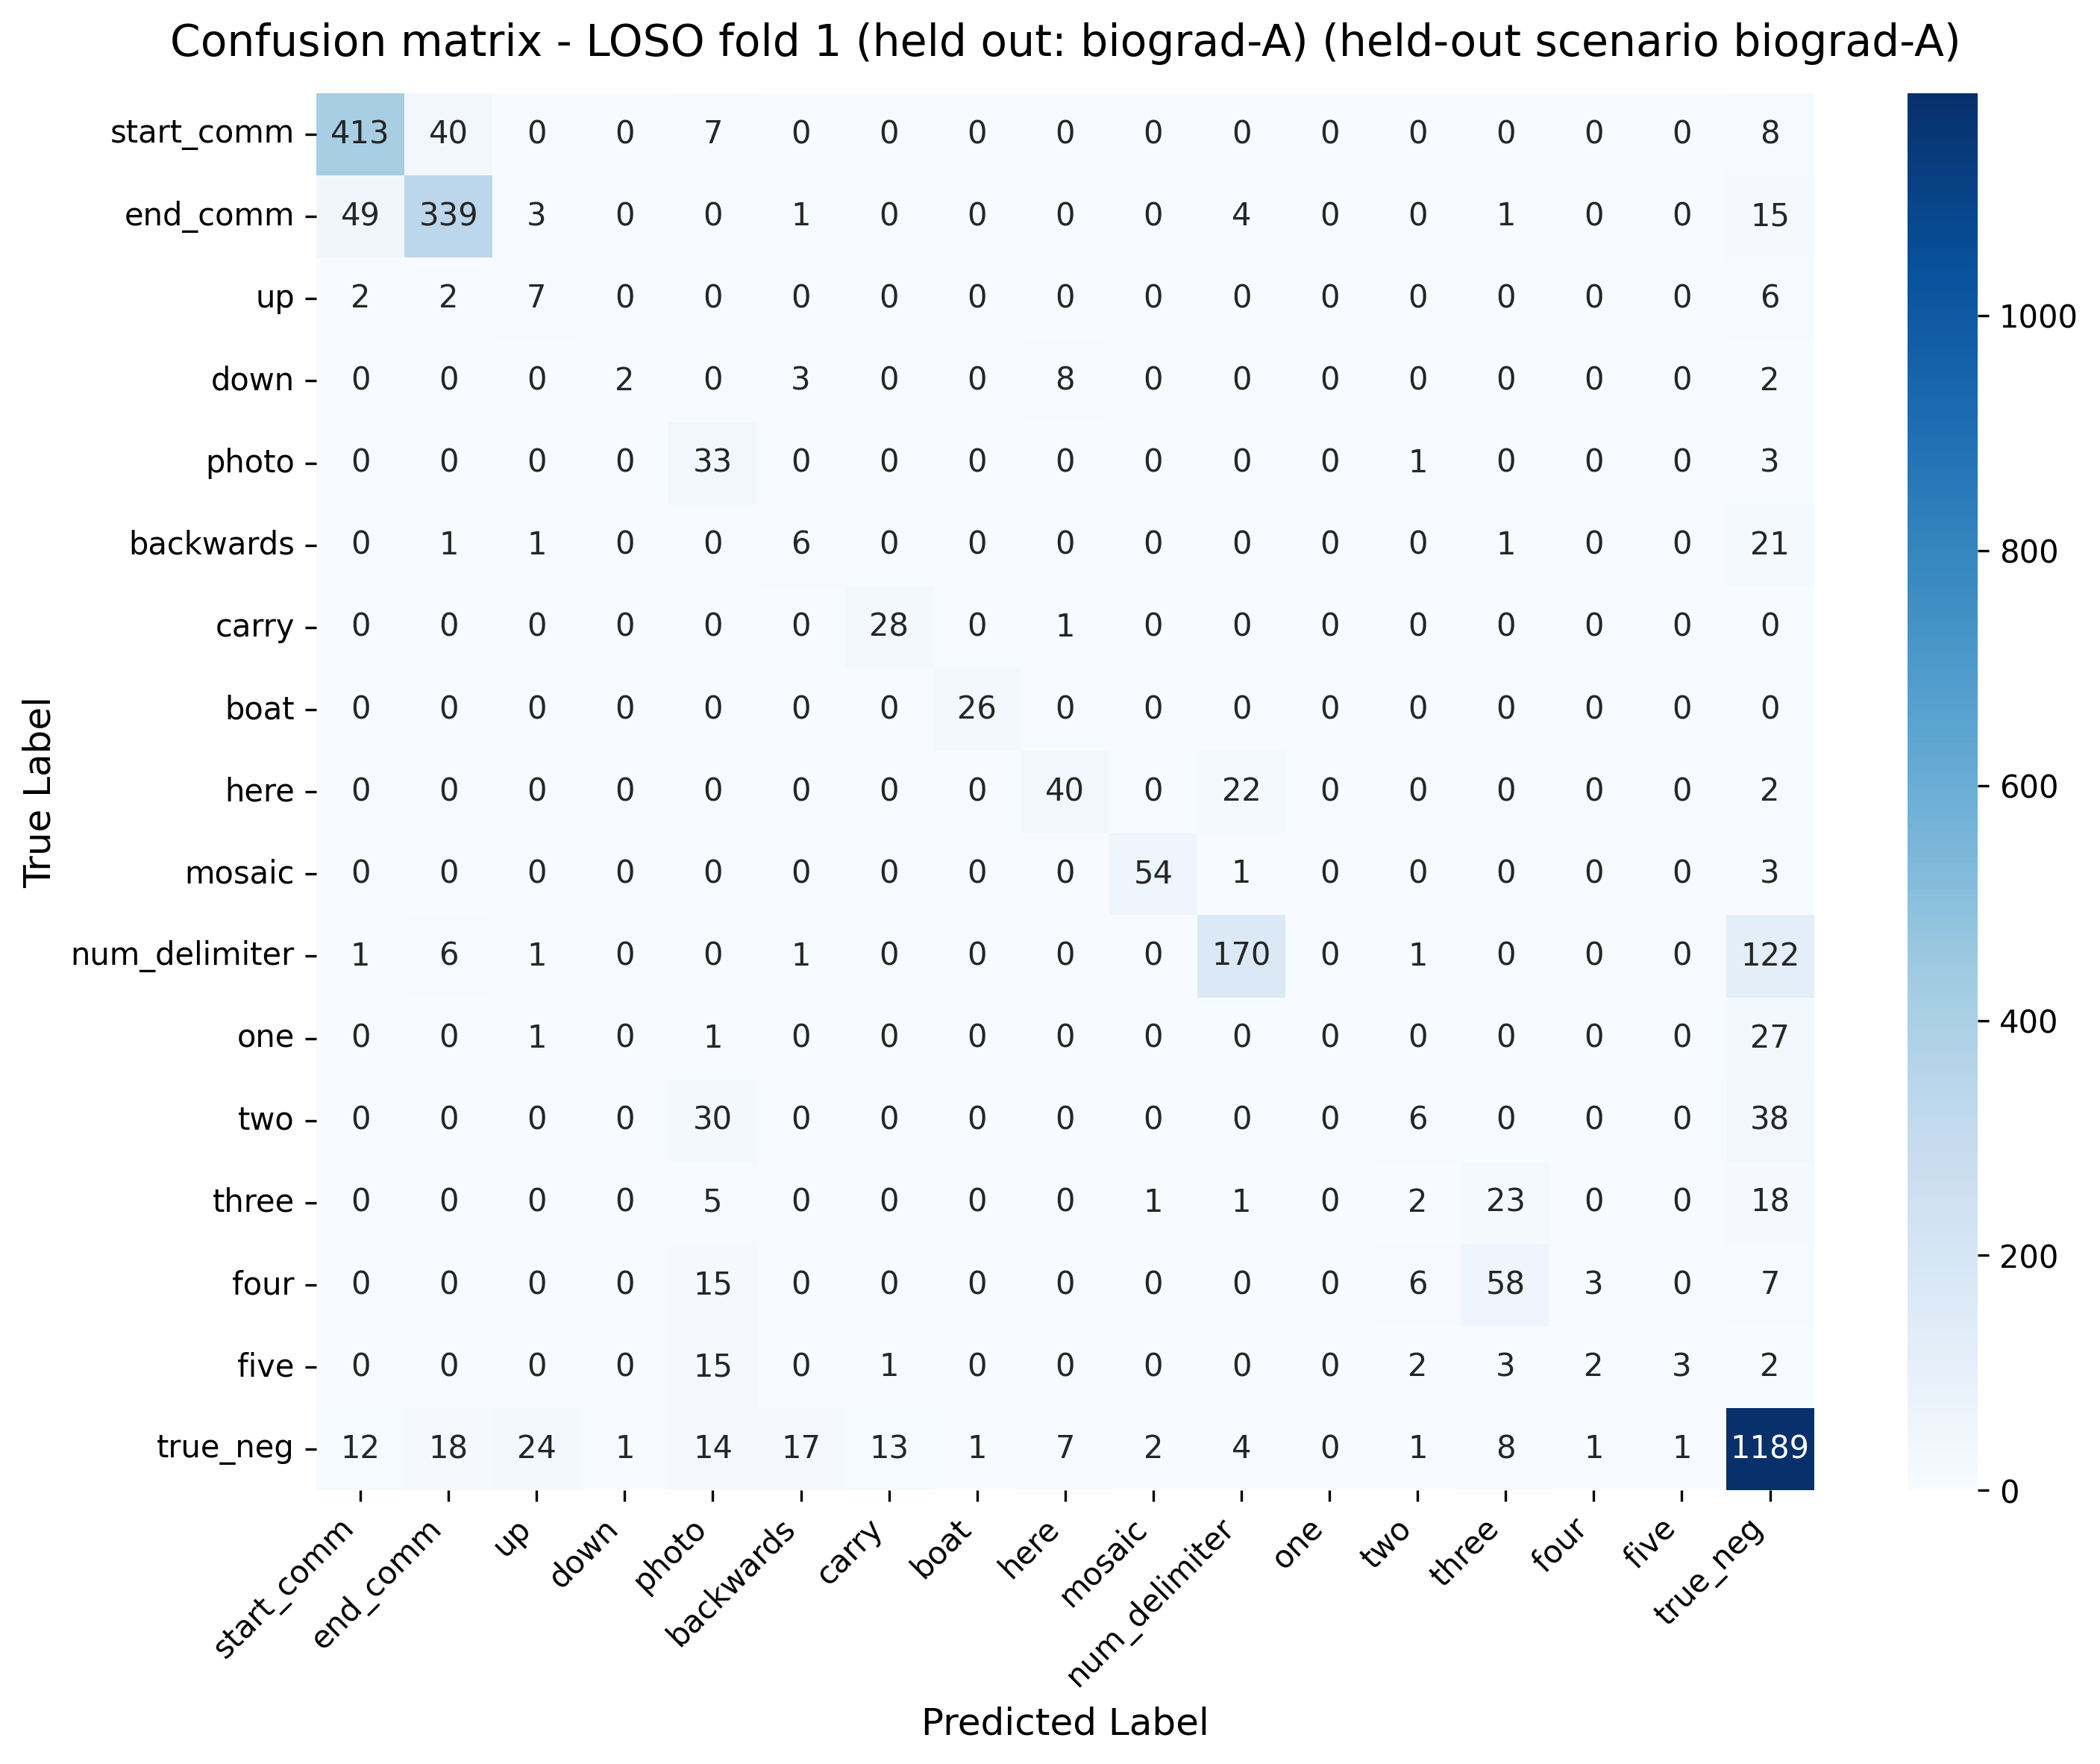 Confusion matrix - LOSO fold 1 (held out: biograd-A) (held-out scenario biograd-A)
True Label
start_comm 413 40 0 0 7 0 0 0 0 0 0 0 0 0 0 0 8
end_comm 49 339 3 0 0 1 0 0 0 0 4 0 0 1 0 0 15
up 2 2 7 0 0 0 0 0 0 0 0 0 0 0 0 0 6
down 0 0 0 2 0 3 0 0 8 0 0 0 0 0 0 0 2
photo 0 0 0 0 33 0 0 0 0 0 0 0 1 0 0 0 3
backwards 0 1 1 0 0 6 0 0 0 0 0 0 0 1 0 0 21
carry 0 0 0 0 0 0 28 0 1 0 0 0 0 0 0 0 0
boat 0 0 0 0 0 0 0 26 0 0 0 0 0 0 0 0 0
here 0 0 0 0 0 0 0 0 40 0 22 0 0 0 0 0 2
mosaic 0 0 0 0 0 0 0 0 0 54 1 0 0 0 0 0 3
num_delimiter 1 6 1 0 0 1 0 0 0 0 170 0 1 0 0 0 122
one 0 0 1 0 1 0 0 0 0 0 0 0 0 0 0 0 27
two 0 0 0 0 30 0 0 0 0 0 0 0 6 0 0 0 38
three 0 0 0 0 5 0 0 0 0 1 1 0 2 23 0 0 18
four 0 0 0 0 15 0 0 0 0 0 0 0 6 58 3 0 7
five 0 0 0 0 15 0 1 0 0 0 0 0 2 3 2 3 2
true_neg 12 18 24 1 14 17 13 1 7 2 4 0 1 8 1 1 1189
start_comm end_comm up down photo backwards carry boat here mosaic num_delimiter one two three four five true_neg
Predicted Label
1000
800
600
400
200
0